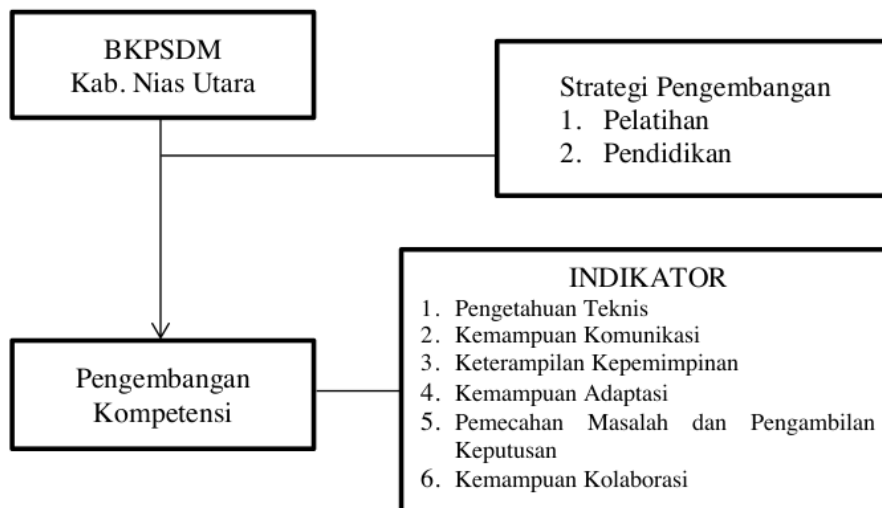 BKPSDM
Kab. Nias Utara
Strategi Pengembangan
1. Pelatihan
2. Pendidikan
INDIKATOR
1. Pengetahuan Teknis
2. Kemampuan Komunikasi
3. Keterampilan Kepemimpinan
4. Kemampuan Adaptasi
5. Pemecahan Masalah dan Pengambilan
Keputusan
6. Kemampuan Kolaborasi
Pengembangan
Kompetensi